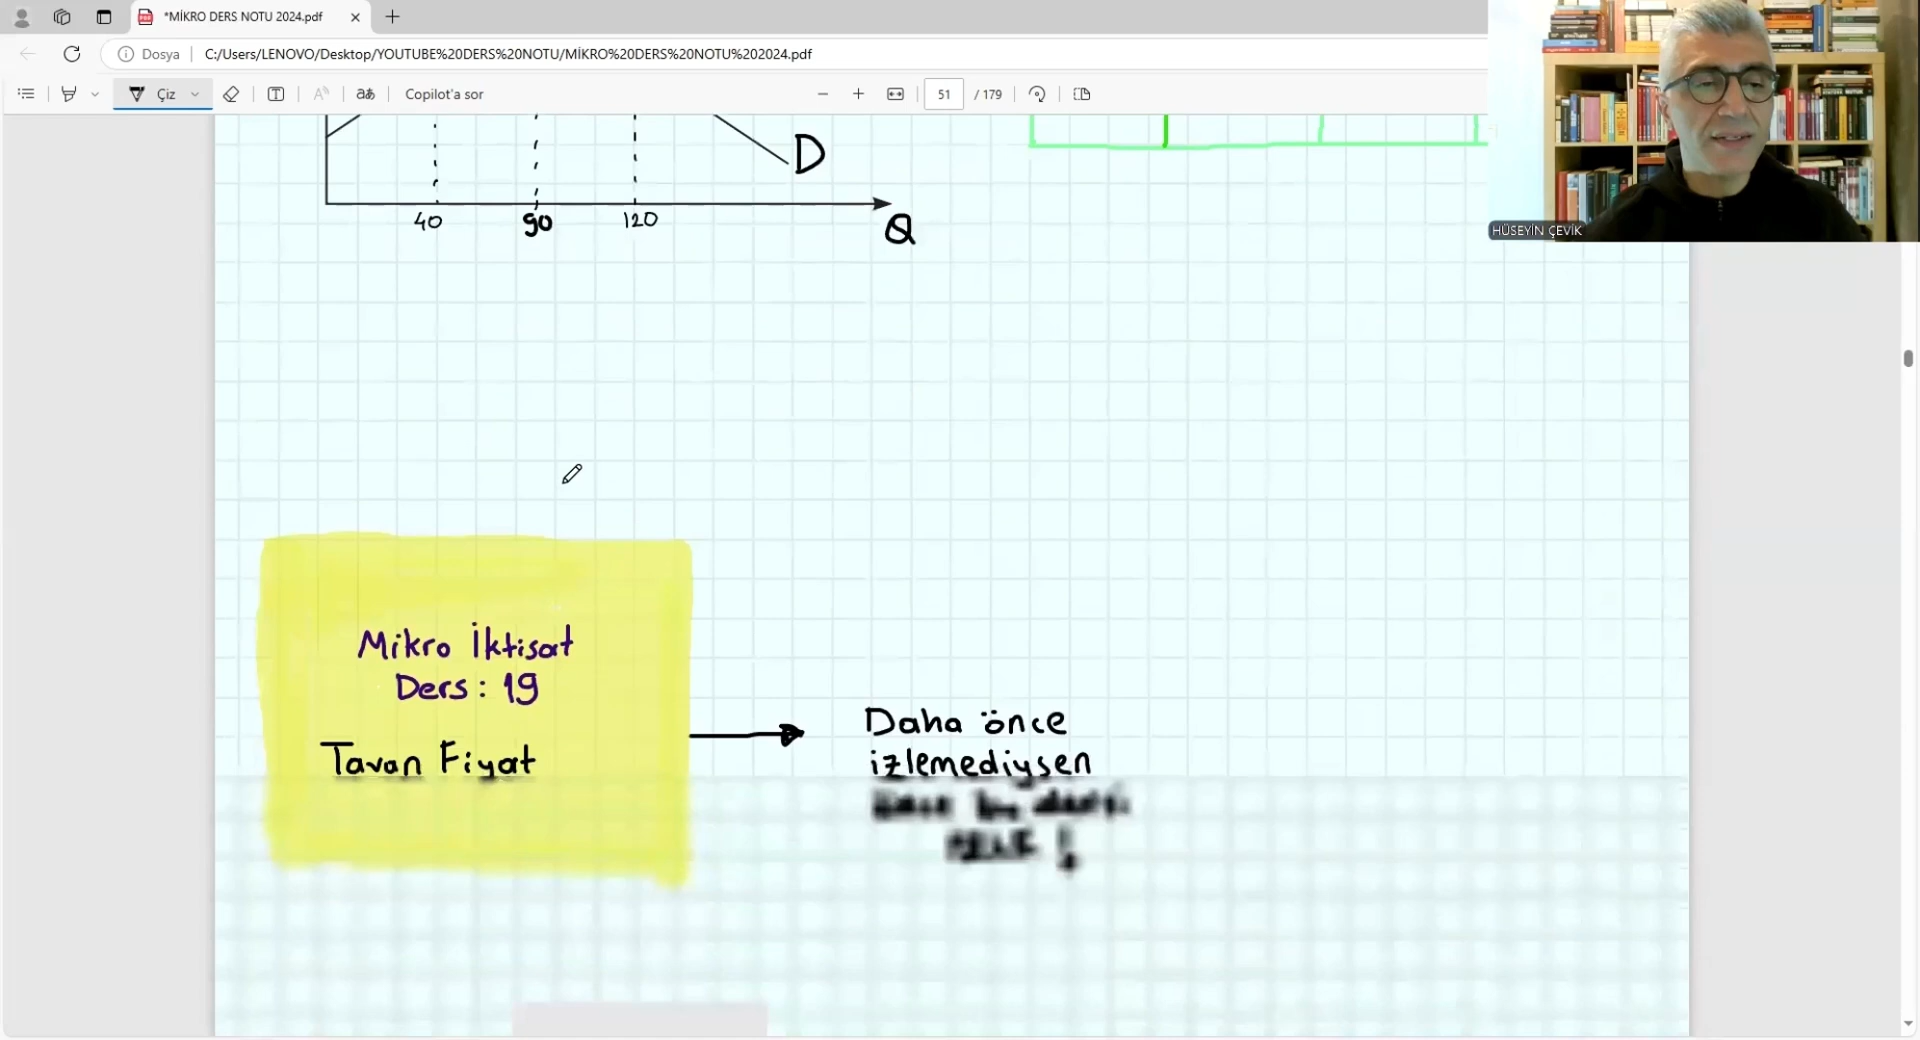 *MİKRO DERS NOTU 2024.pdf
Dosya
C:/Users/LENOVO/Desktop/YOUTUBE%20DERS%20NOTU/MİKRO%20DERS%20NOTU%202024.pdf
Çiz
aあ
Copilot'a sor
51 / 179
HÜSEYİN ÇEVİK
D
40 90 120
Q
Mikro İktisat
Ders : 19
Tavan Fiyat
Daha önce
izlemediysen